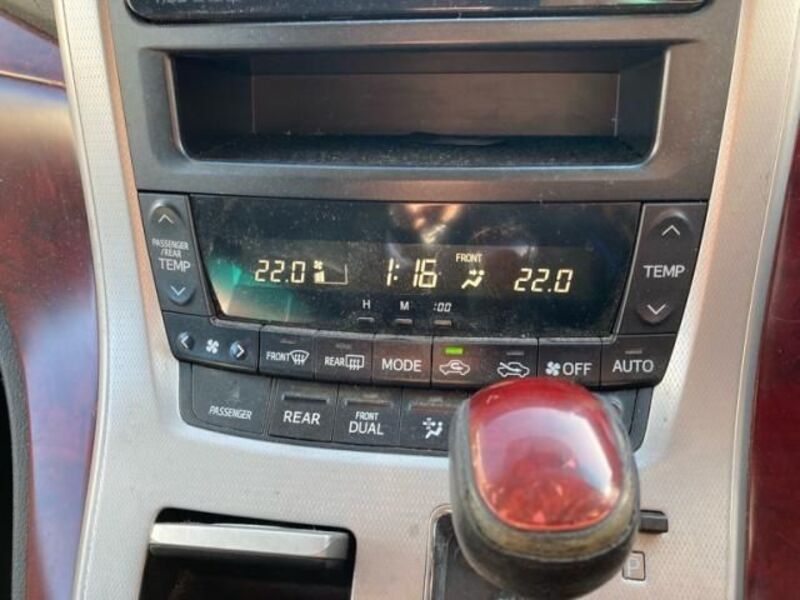 PASSENGER
/REAR
TEMP
22.0
1:16
FRONT
22.0
TEMP
H M :00
FRONT
REAR
MODE
OFF
AUTO
PASSENGER
REAR
FRONT
DUAL
P